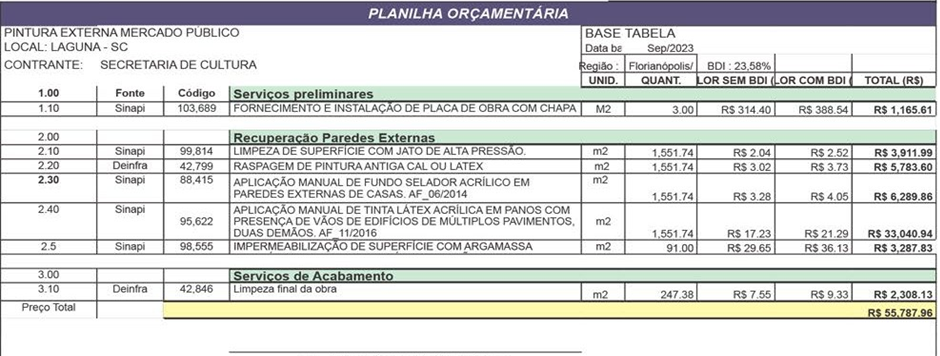 PLANILHA ORÇAMENTÁRIA
PINTURA EXTERNA MERCADO PÚBLICO BASE TABELA
LOCAL: LAGUNA - SC Data ba Sep/2023
CONTRANTE: SECRETARIA DE CULTURA Região : Florianópolis/ BDI : 23,58%
UNID. QUANT. LOR SEM BDI ( LOR COM BDI ( TOTAL (R$)
1.00 Fonte Código Serviços preliminares
1.10 Sinapi 103,689 FORNECIMENTO E INSTALAÇÃO DE PLACA DE OBRA COM CHAPA M2 3.00 R$ 314.40 R$ 388.54 R$ 1,165.61
2.00 Recuperação Paredes Externas
2.10 Sinapi 99,814 LIMPEZA DE SUPERFÍCIE COM JATO DE ALTA PRESSÃO. m2 1,551.74 R$ 2.04 R$ 2.52 R$ 3,911.99
2.20 Deinfra 42,799 RASPAGEM DE PINTURA ANTIGA CAL OU LATEX m2 1,551.74 R$ 3.02 R$ 3.73 R$ 5,783.60
2.30 Sinapi 88,415 APLICAÇÃO MANUAL DE FUNDO SELADOR ACRÍLICO EM m2
PAREDES EXTERNAS DE CASAS. AF_06/2014 1,551.74 R$ 3.28 R$ 4.05 R$ 6,289.86
2.40 Sinapi APLICAÇÃO MANUAL DE TINTA LÁTEX ACRÍLICA EM PANOS COM
95,622 PRESENÇA DE VÃOS DE EDIFÍCIOS DE MÚLTIPLOS PAVIMENTOS, m2
DUAS DEMÃOS. AF_11/2016 1,551.74 R$ 17.23 R$ 21.29 R$ 33,040.94
2.5 Sinapi 98,555 IMPERMEABILIZAÇÃO DE SUPERFÍCIE COM ARGAMASSA m2 91.00 R$ 29.65 R$ 36.13 R$ 3,287.83
3.00 Serviços de Acabamento
3.10 Deinfra 42,846 Limpeza final da obra m2 247.38 R$ 7.55 R$ 9.33 R$ 2,308.13
Preço Total R$ 55,787.96